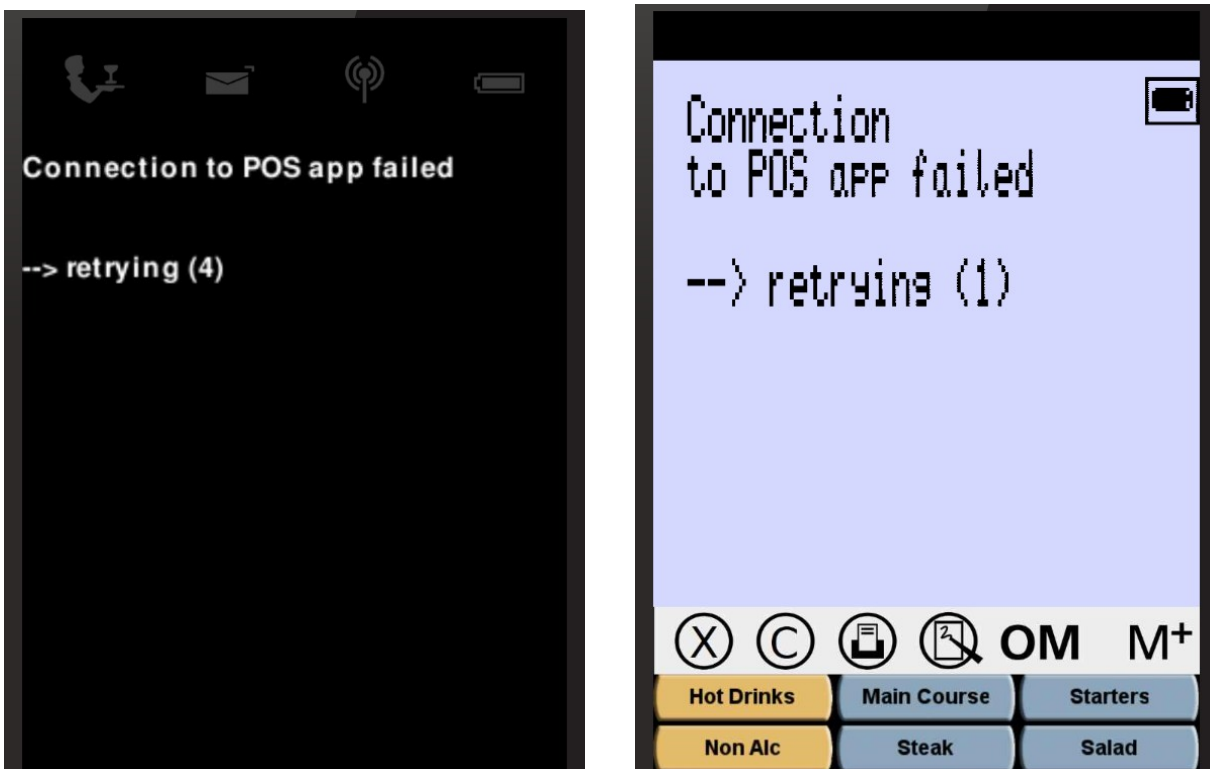 Connection to POS app failed
--> retrying (4)
Connection
to POS app failed
--> retrying (1)
X C 2 OM M+
Hot Drinks Main Course Starters
Non Alc Steak Salad